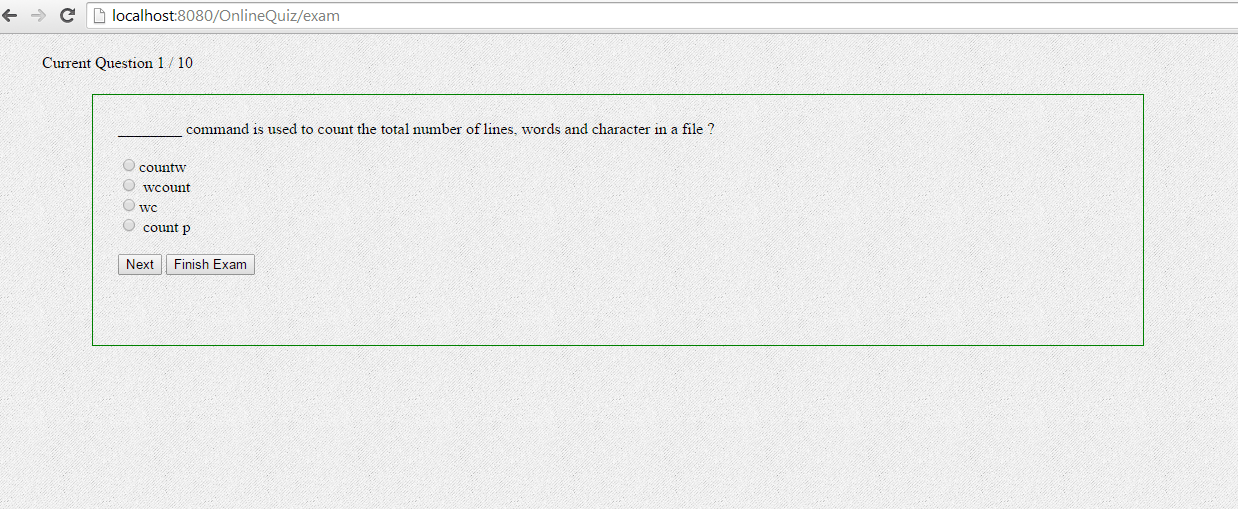 localhost:8080/OnlineQuiz/exam
Current Question 1 / 10
________ command is used to count the total number of lines, words and character in a file ?
countw
wcount
wc
count p
Next Finish Exam